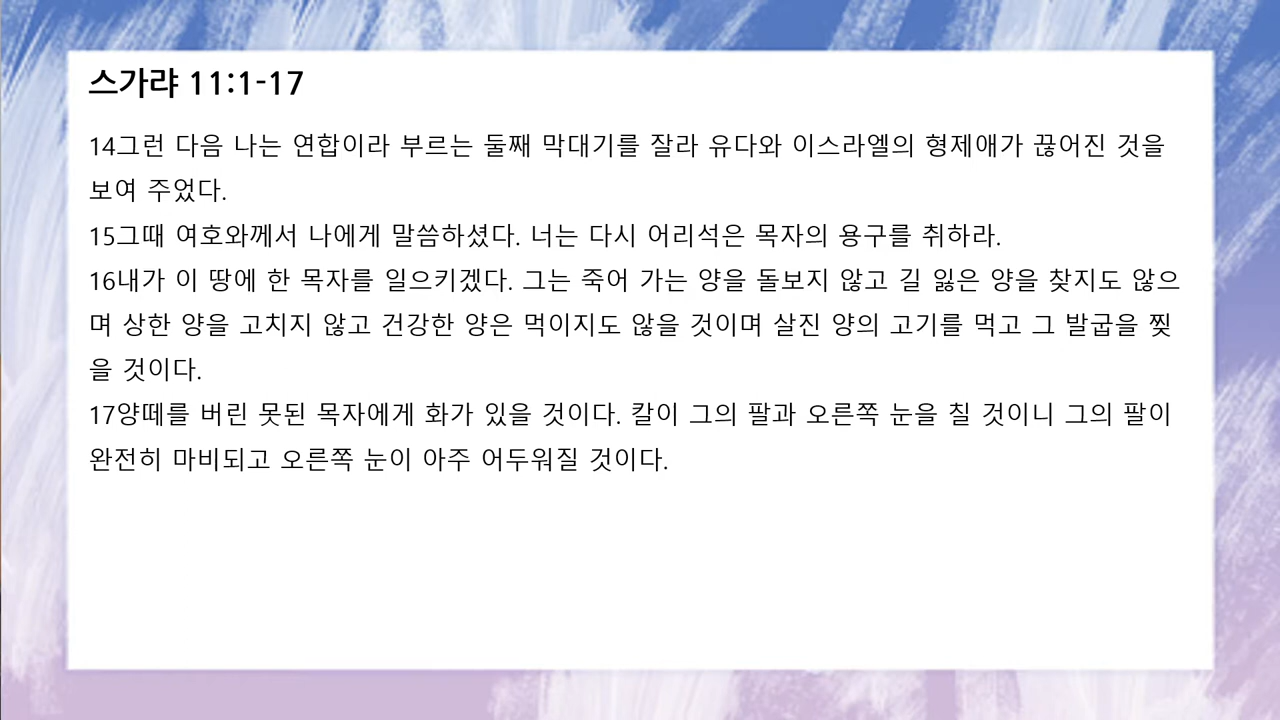 스가랴 11:1-17
14그런 다음 나는 연합이라 부르는 둘째 막대기를 잘라 유다와 이스라엘의 형제애가 끊어진 것을
보여 주었다.
15그때 여호와께서 나에게 말씀하셨다. 너는 다시 어리석은 목자의 용구를 취하라.
16내가 이 땅에 한 목자를 일으키겠다. 그는 죽어 가는 양을 돌보지 않고 길 잃은 양을 찾지도 않으
며 상한 양을 고치지 않고 건강한 양은 먹이지도 않을 것이며 살진 양의 고기를 먹고 그 발굽을 찢
을 것이다.
17양떼를 버린 못된 목자에게 화가 있을 것이다. 칼이 그의 팔과 오른쪽 눈을 칠 것이니 그의 팔이
완전히 마비되고 오른쪽 눈이 아주 어두워질 것이다.